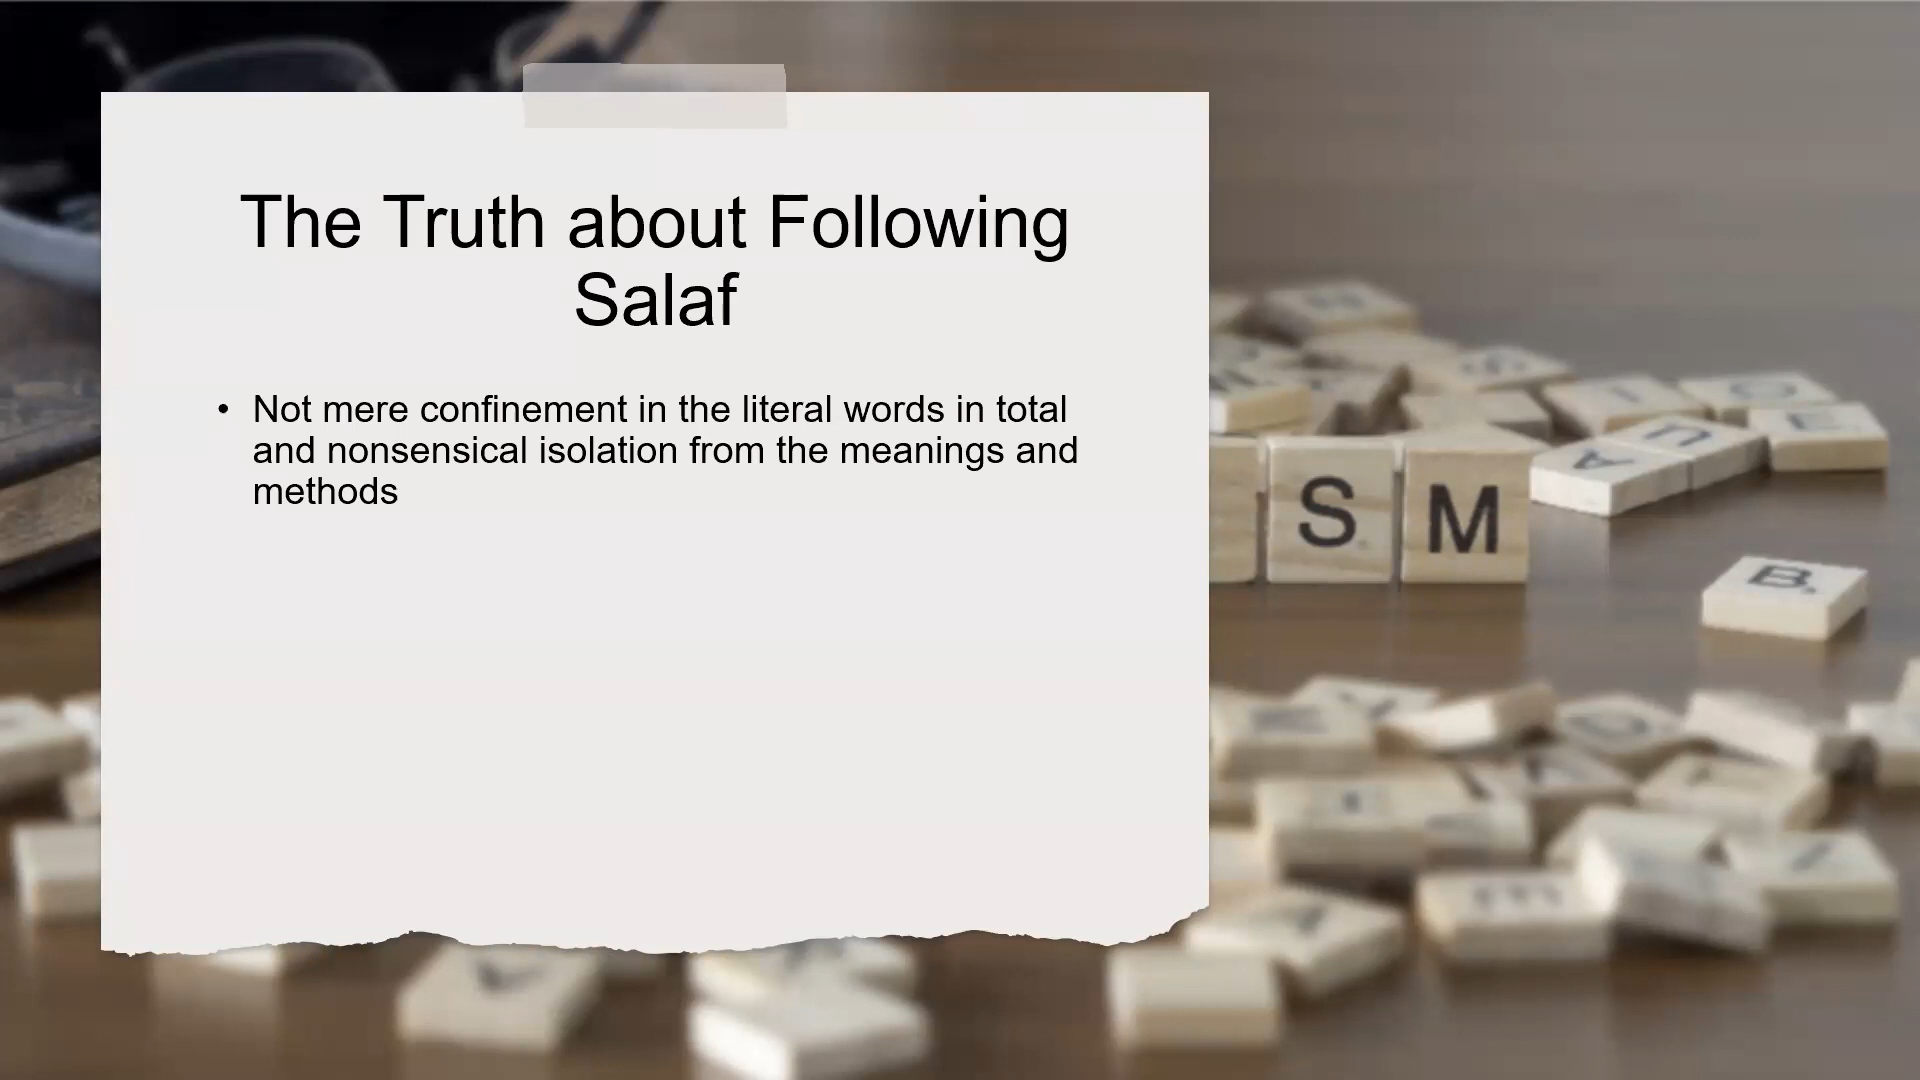 The Truth about Following
Salaf
• Not mere confinement in the literal words in total
and nonsensical isolation from the meanings and
methods
S M
B